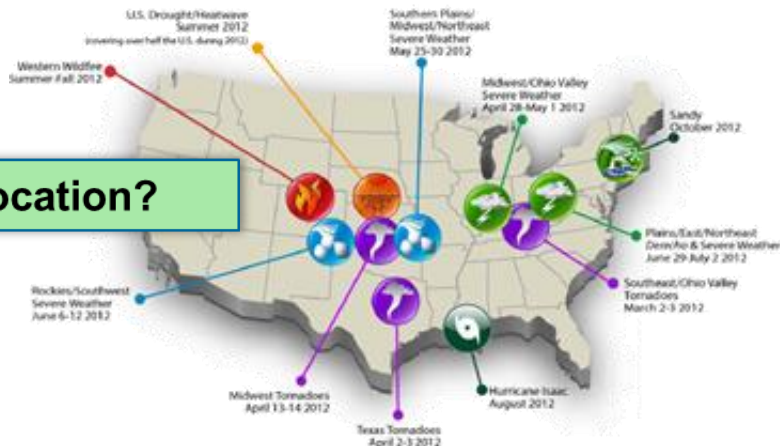 U.S. Drought/Heatwave
Summer 2012
(covering over half the U.S. during 2012)
Southern Plains/
Midwest/Northeast
Severe Weather
May 25-30 2012
Western Wildfire
Summer-Fall 2012
Midwest/Ohio Valley
Severe Weather
April 28-May 1 2012
Sandy
October 2012
ocation?
Plains/East/Northeast
Derecho & Severe Weather
June 29-July 2 2012
Rockies/Southwest
Severe Weather
June 6-12 2012
Southeast/Ohio Valley
Tornadoes
March 2-3 2012
Midwest Tornadoes
April 13-14 2012
Hurricane Isaac
August 2012
Texas Tornadoes
April 2-3 2012